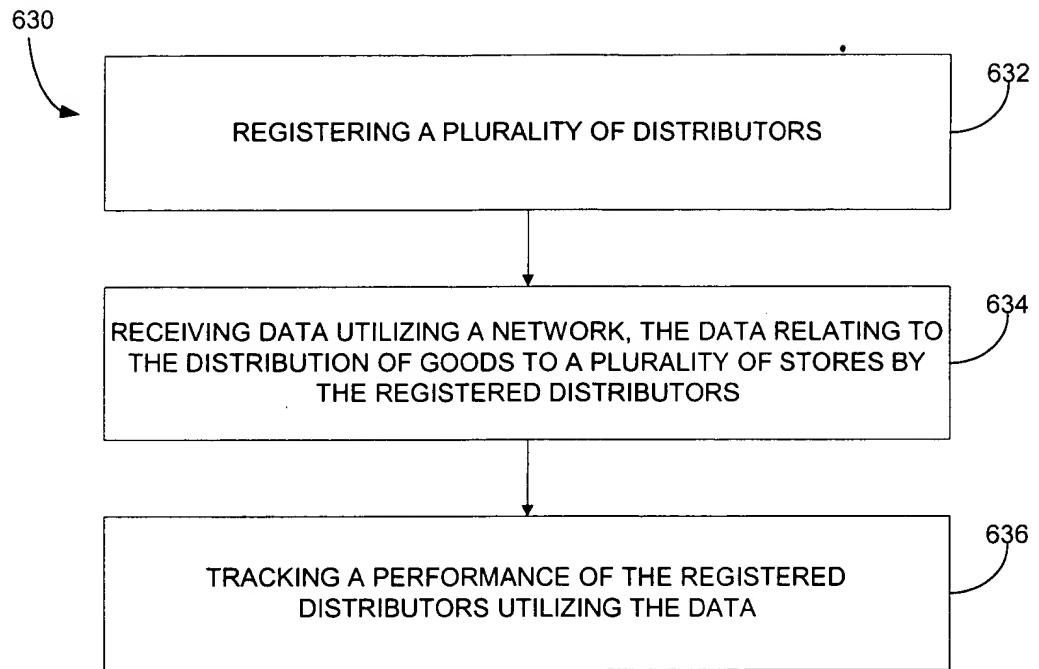 630
632
REGISTERING A PLURALITY OF DISTRIBUTORS
634
RECEIVING DATA UTILIZING A NETWORK, THE DATA RELATING TO
THE DISTRIBUTION OF GOODS TO A PLURALITY OF STORES BY
THE REGISTERED DISTRIBUTORS
636
TRACKING A PERFORMANCE OF THE REGISTERED
DISTRIBUTORS UTILIZING THE DATA